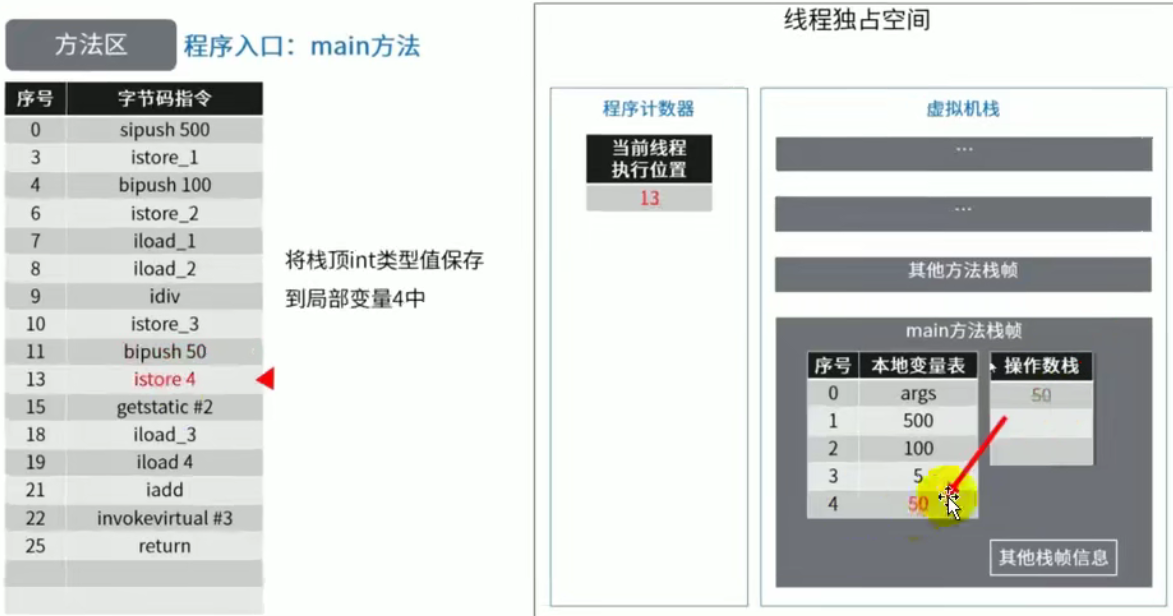 方法区
程序入口：main方法
序号 字节码指令
0 sipush 500
3 istore_1
4 bipush 100
6 istore_2
7 iload_1
8 iload_2
9 idiv
10 istore_3
11 bipush 50
13 istore 4
15 getstatic #2
18 iload_3
19 iload 4
21 iadd
22 invokevirtual #3
25 return
将栈顶int类型值保存
到局部变量4中
线程独占空间
程序计数器
当前线程
执行位置
13
虚拟机栈
...
...
其他方法栈帧
main方法栈帧
序号 本地变量表
0 args
1 500
2 100
3 5
4 50
操作数栈
50
其他栈帧信息